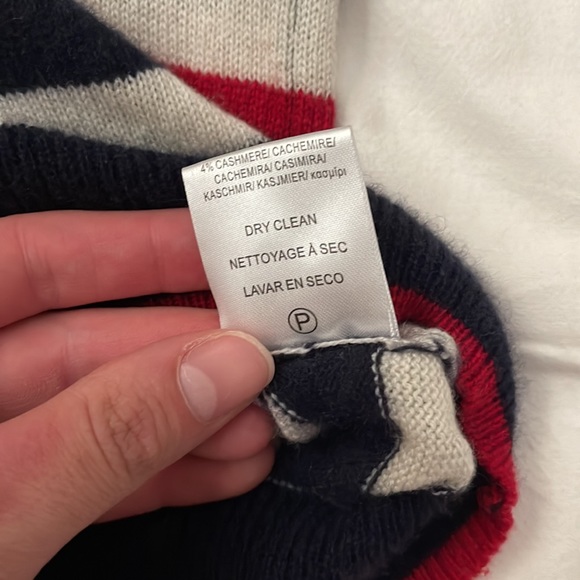 4% CASHMERE/ CACHEMIRE/
CACHEMIRA/ CASIMIRA/
KASCHMIR/ KASJMIER/ κασμίρι
DRY CLEAN
NETTOYAGE À SEC
LAVAR EN SECO
P